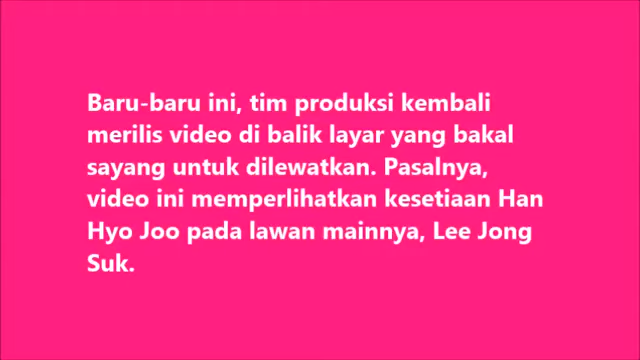 Baru-baru ini, tim produksi kembali
merilis video di balik layar yang bakal
sayang untuk dilewatkan. Pasalnya,
video ini memperlihatkan kesetiaan Han
Hyo Joo pada lawan mainnya, Lee Jong
Suk.